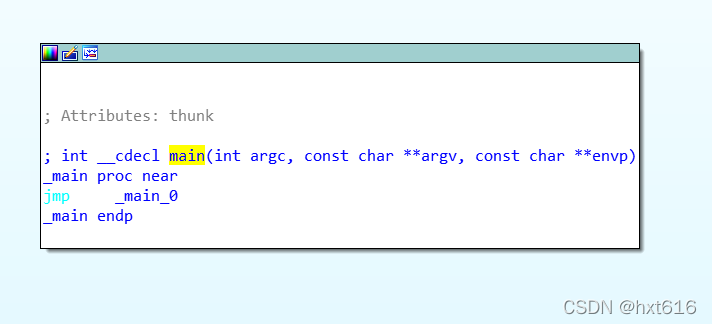 ; Attributes: thunk
; int __cdecl main(int argc, const char **argv, const char **envp)
_main proc near
jmp     _main_0
_main endp
CSDN @hxt616